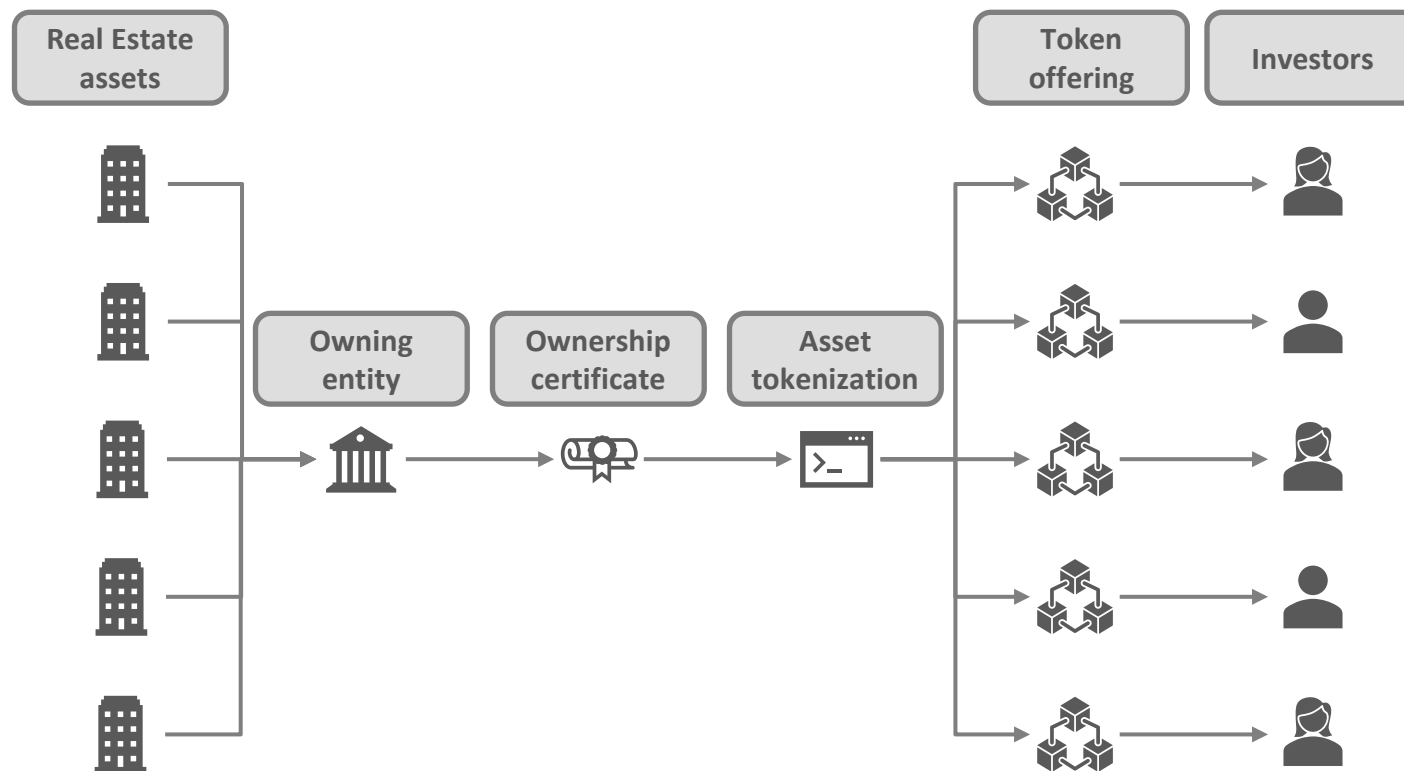 Real Estate
assets
Token
offering
Investors
Owning
entity
Ownership
certificate
Asset
tokenization
>_